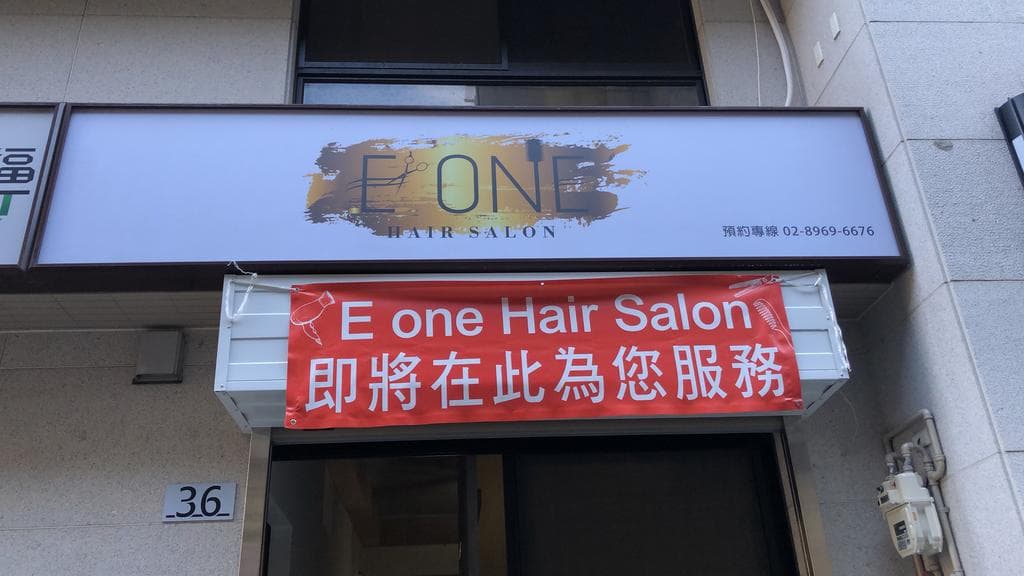 福
E ONE
HAIR SALON
預約專線 02-8969-6676
E one Hair Salon
即將在此為您服務
36